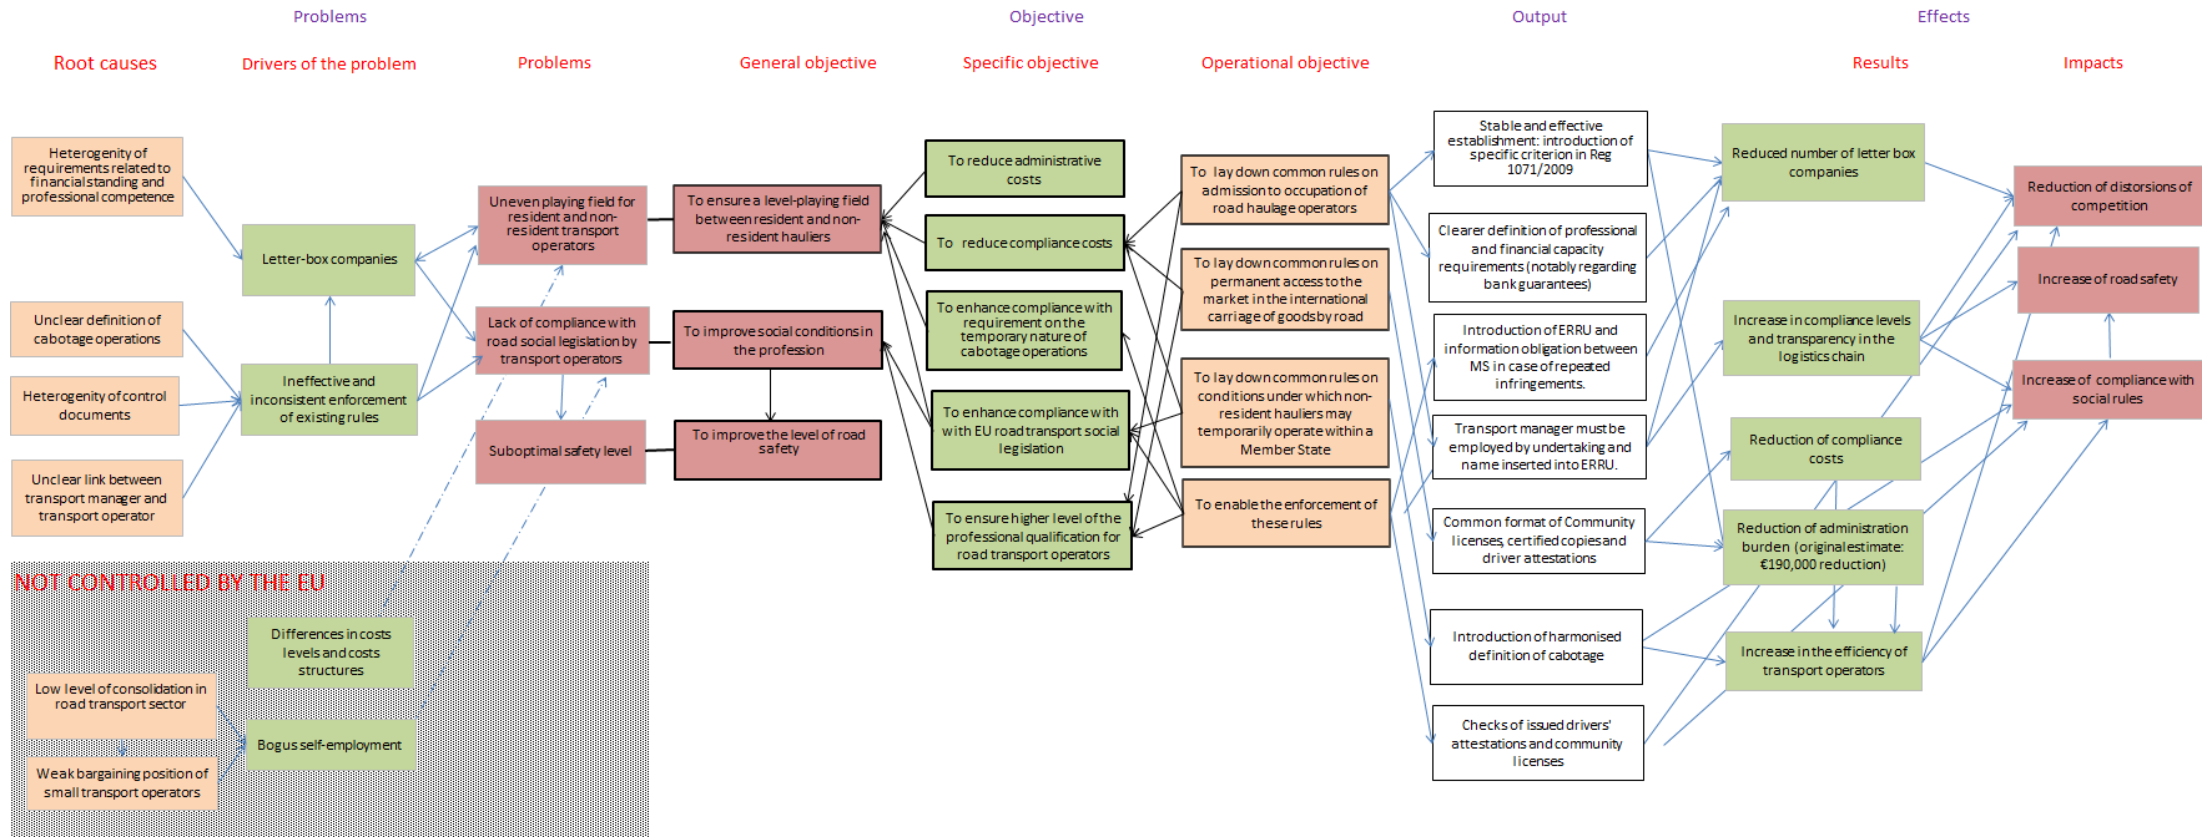 Problems
Objective
Output
Effects
Root causes
Drivers of the problem
Problems
General objective
Specific objective
Operational objective
Results
Impacts
Heterogenity of
requirements related to
financial standing and
professional competence
Unclear definition of
cabotage operations
Heterogenity of control
documents
Unclear link between
transport manager and
transport operator
Letter-box companies
Ineffective and
inconsistent enforcement
of existing rules
Uneven playing field for
resident and non-
resident transport
operators
Lack of compliance with
road social legislation by
transport operators
Suboptimal safety level
To ensure a level-playing field
between resident and non-
resident hauliers
To improve social conditions in
the profession
To improve the level of road
safety
To reduce administrative
costs
To reduce compliance costs
To enhance compliance with
requirement on the
temporary nature of
cabotage operations
To enhance compliance with
with EU road transport social
legislation
To ensure higher level of the
professional qualification for
road transport operators
To lay down common rules on
admission to occupation of
road haulage operators
To lay down common rules on
permanent access to the
market in the international
carriage of goods by road
To lay down common rules on
conditions under which non-
resident hauliers may
temporarily operate within a
Member State
To enable the enforcement of
these rules
Stable and effective
establishment: introduction of
specific criterion in Reg
1071/2009
Clearer definition of professional
and financial capacity
requirements (notably regarding
bank guarantees)
Introduction of ERRU and
information obligation between
MS in case of repeated
infringements.
Transport manager must be
employed by undertaking and
name inserted into ERRU.
Common format of Community
licenses, certified copies and
driver attestations
Introduction of harmonised
definition of cabotage
Checks of issued drivers'
attestations and community
licenses
Reduced number of letter box
companies
Increase in compliance levels
and transparency in the
logistics chain
Reduction of compliance
costs
Reduction of administration
burden (original estimate:
€190,000 reduction)
Increase in the efficiency of
transport operators
Reduction of distorsions of
competition
Increase of road safety
Increase of compliance with
social rules
NOT CONTROLLED BY THE EU
Differences in costs
levels and costs
structures
Low level of consolidation in
road transport sector
Bogus self-employment
Weak bargaining position of
small transport operators